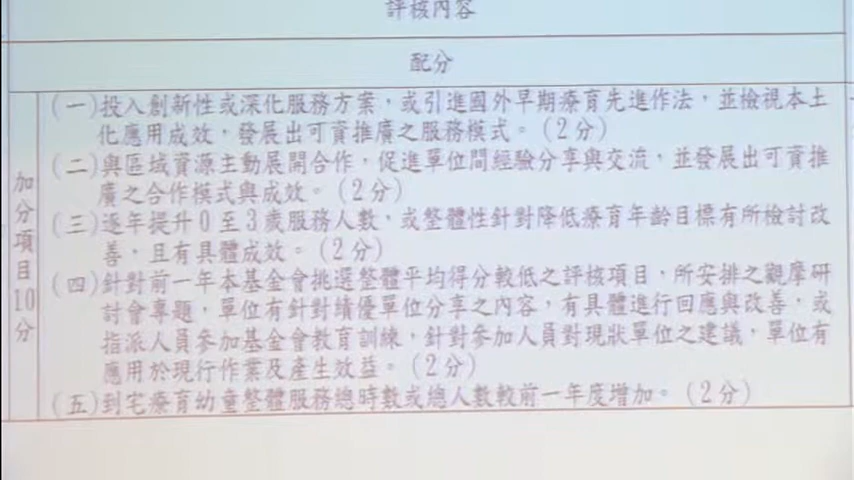 評核內容
配分
加分項目10分
(一)投入創新性或深化服務方案，或引進國外早期療育先進作法，並檢視本土
化應用成效，發展出可資推廣之服務模式。（2分）
(二)與區域資源主動展開合作，促進單位間經驗分享與交流，並發展出可資推
廣之合作模式與成效。（2分）
(三)逐年提升0至3歲服務人數，或整體性針對降低療育年齡目標有所檢討改
善，且有具體成效。（2分）
(四)針對前一年本基金會挑選整體平均得分較低之評核項目，所安排之觀摩研
討會專題，單位有針對績優單位分享之內容，有具體進行回應與改善，或
指派人員參加基金會教育訓練，針對參加人員對現狀單位之建議，單位有
應用於現行作業及產生效益。（2分）
(五)到宅療育幼童整體服務總時數或總人數較前一年度增加。（2分）